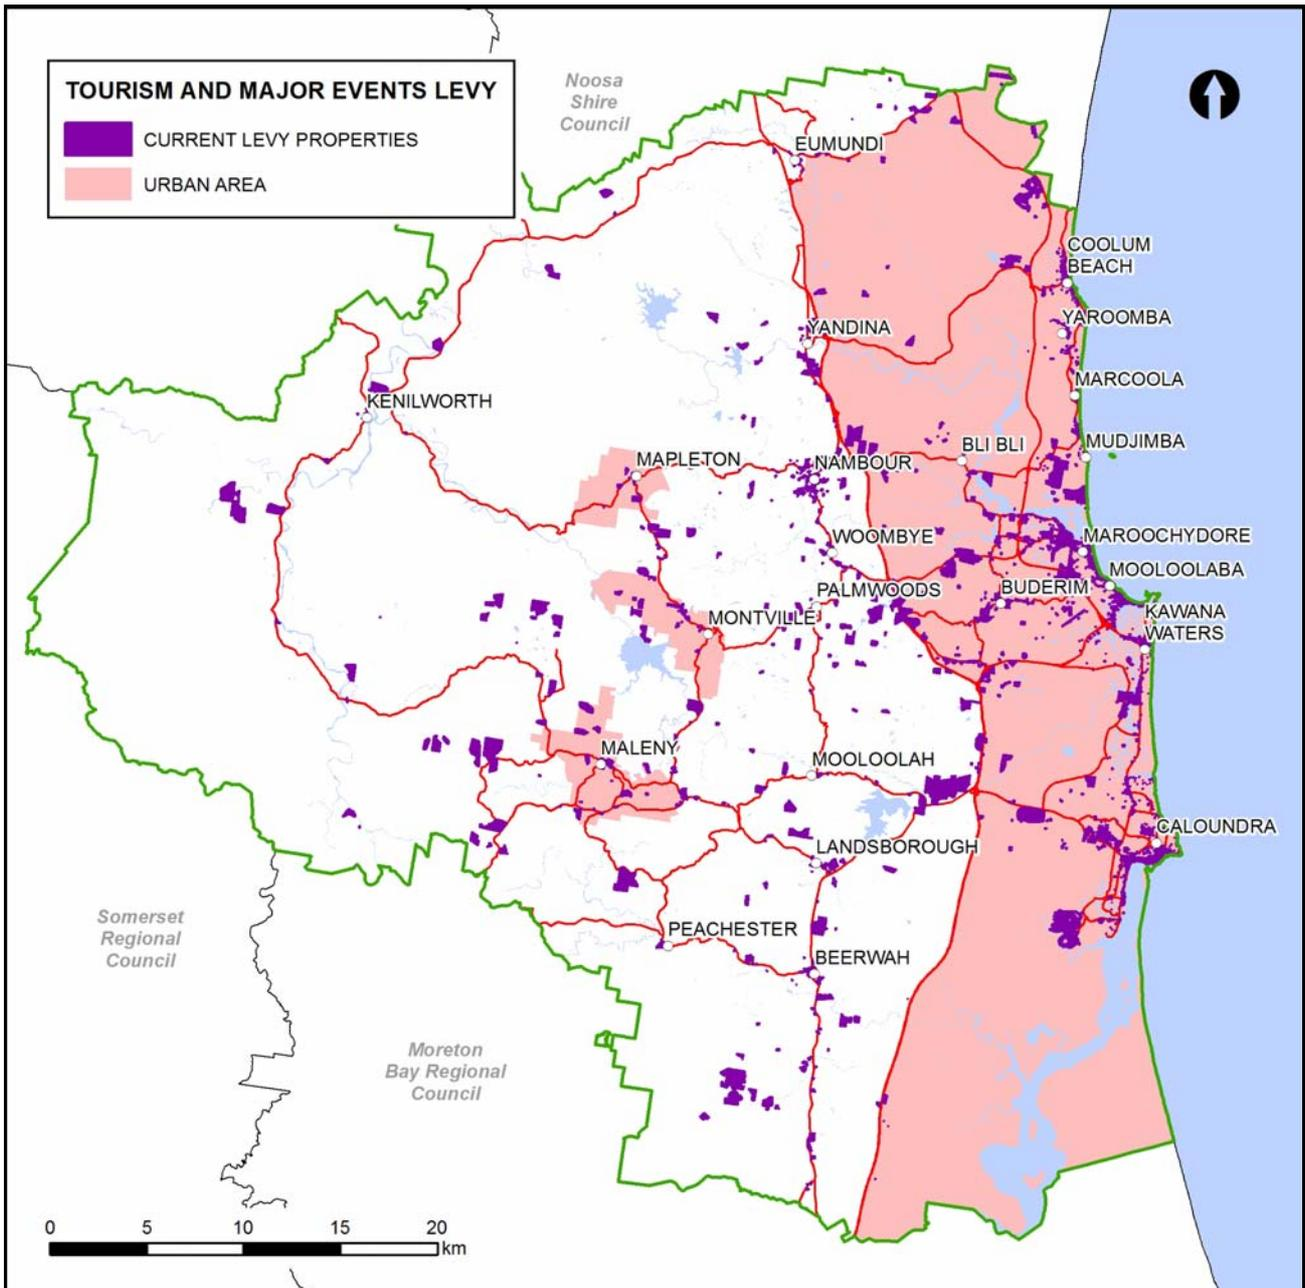 TOURISM AND MAJOR EVENTS LEVY
CURRENT LEVY PROPERTIES
URBAN AREA
Noosa
Shire
Council
EUMUNDI
COOLUM
BEACH
YAROOMBA
YANDINA
MARCOOLA
KENILWORTH
MUDJIMBA
BLI BLI
MAPLETON
NAMBOUR
WOOMBYE
MAROOCHYDORE
MOOLOOLABA
PALMWOODS
BUDERIM
MONTVILLE
KAWANA
WATERS
MALENY
MOOLOOLAH
CALOUNDRA
LANDSBOROUGH
Somerset
Regional
Council
PEACHESTER
BEERWAH
Moreton
Bay Regional
Council
0 5 10 15 20
km